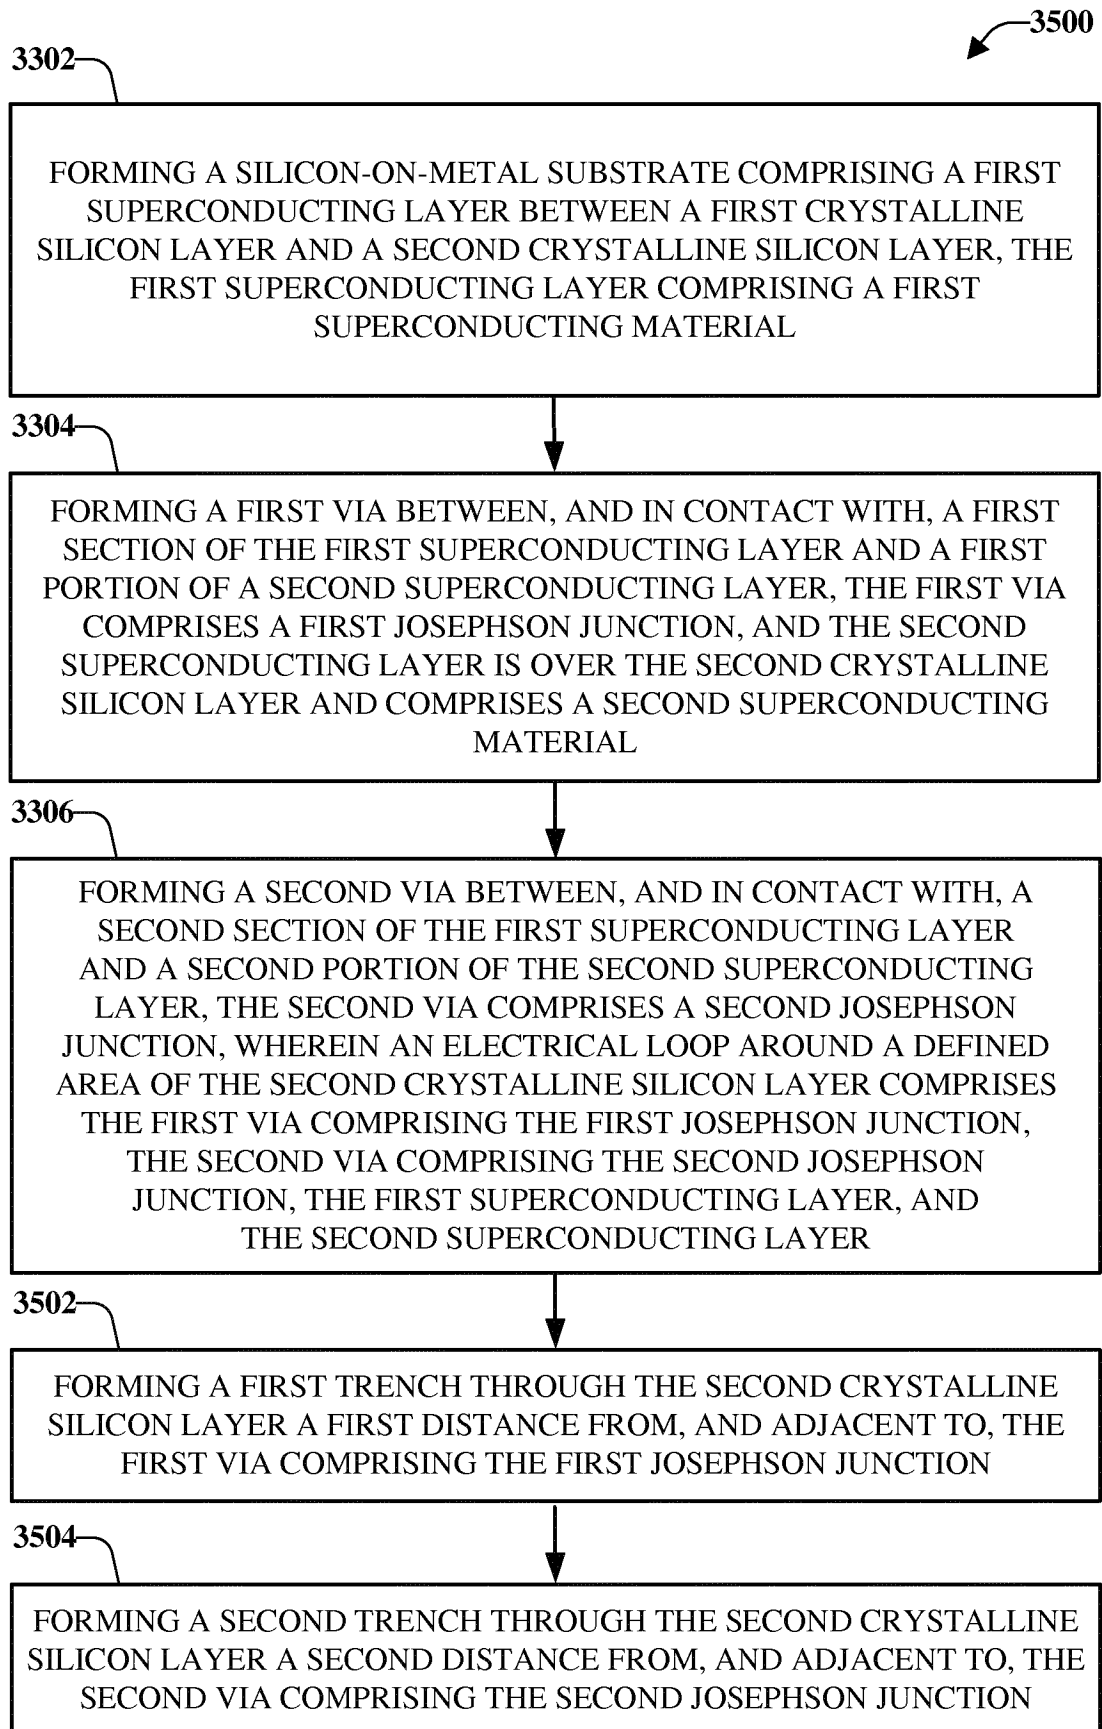 3500
3302
FORMING A SILICON-ON-METAL SUBSTRATE COMPRISING A FIRST
SUPERCONDUCTING LAYER BETWEEN A FIRST CRYSTALLINE
SILICON LAYER AND A SECOND CRYSTALLINE SILICON LAYER, THE
FIRST SUPERCONDUCTING LAYER COMPRISING A FIRST
SUPERCONDUCTING MATERIAL
3304
FORMING A FIRST VIA BETWEEN, AND IN CONTACT WITH, A FIRST
SECTION OF THE FIRST SUPERCONDUCTING LAYER AND A FIRST
PORTION OF A SECOND SUPERCONDUCTING LAYER, THE FIRST VIA
COMPRISES A FIRST JOSEPHSON JUNCTION, AND THE SECOND
SUPERCONDUCTING LAYER IS OVER THE SECOND CRYSTALLINE
SILICON LAYER AND COMPRISES A SECOND SUPERCONDUCTING
MATERIAL
3306
FORMING A SECOND VIA BETWEEN, AND IN CONTACT WITH, A
SECOND SECTION OF THE FIRST SUPERCONDUCTING LAYER
AND A SECOND PORTION OF THE SECOND SUPERCONDUCTING
LAYER, THE SECOND VIA COMPRISES A SECOND JOSEPHSON
JUNCTION, WHEREIN AN ELECTRICAL LOOP AROUND A DEFINED
AREA OF THE SECOND CRYSTALLINE SILICON LAYER COMPRISES
THE FIRST VIA COMPRISING THE FIRST JOSEPHSON JUNCTION,
THE SECOND VIA COMPRISING THE SECOND JOSEPHSON
JUNCTION, THE FIRST SUPERCONDUCTING LAYER, AND
THE SECOND SUPERCONDUCTING LAYER
3502
FORMING A FIRST TRENCH THROUGH THE SECOND CRYSTALLINE
SILICON LAYER A FIRST DISTANCE FROM, AND ADJACENT TO, THE
FIRST VIA COMPRISING THE FIRST JOSEPHSON JUNCTION
3504
FORMING A SECOND TRENCH THROUGH THE SECOND CRYSTALLINE
SILICON LAYER A SECOND DISTANCE FROM, AND ADJACENT TO, THE
SECOND VIA COMPRISING THE SECOND JOSEPHSON JUNCTION